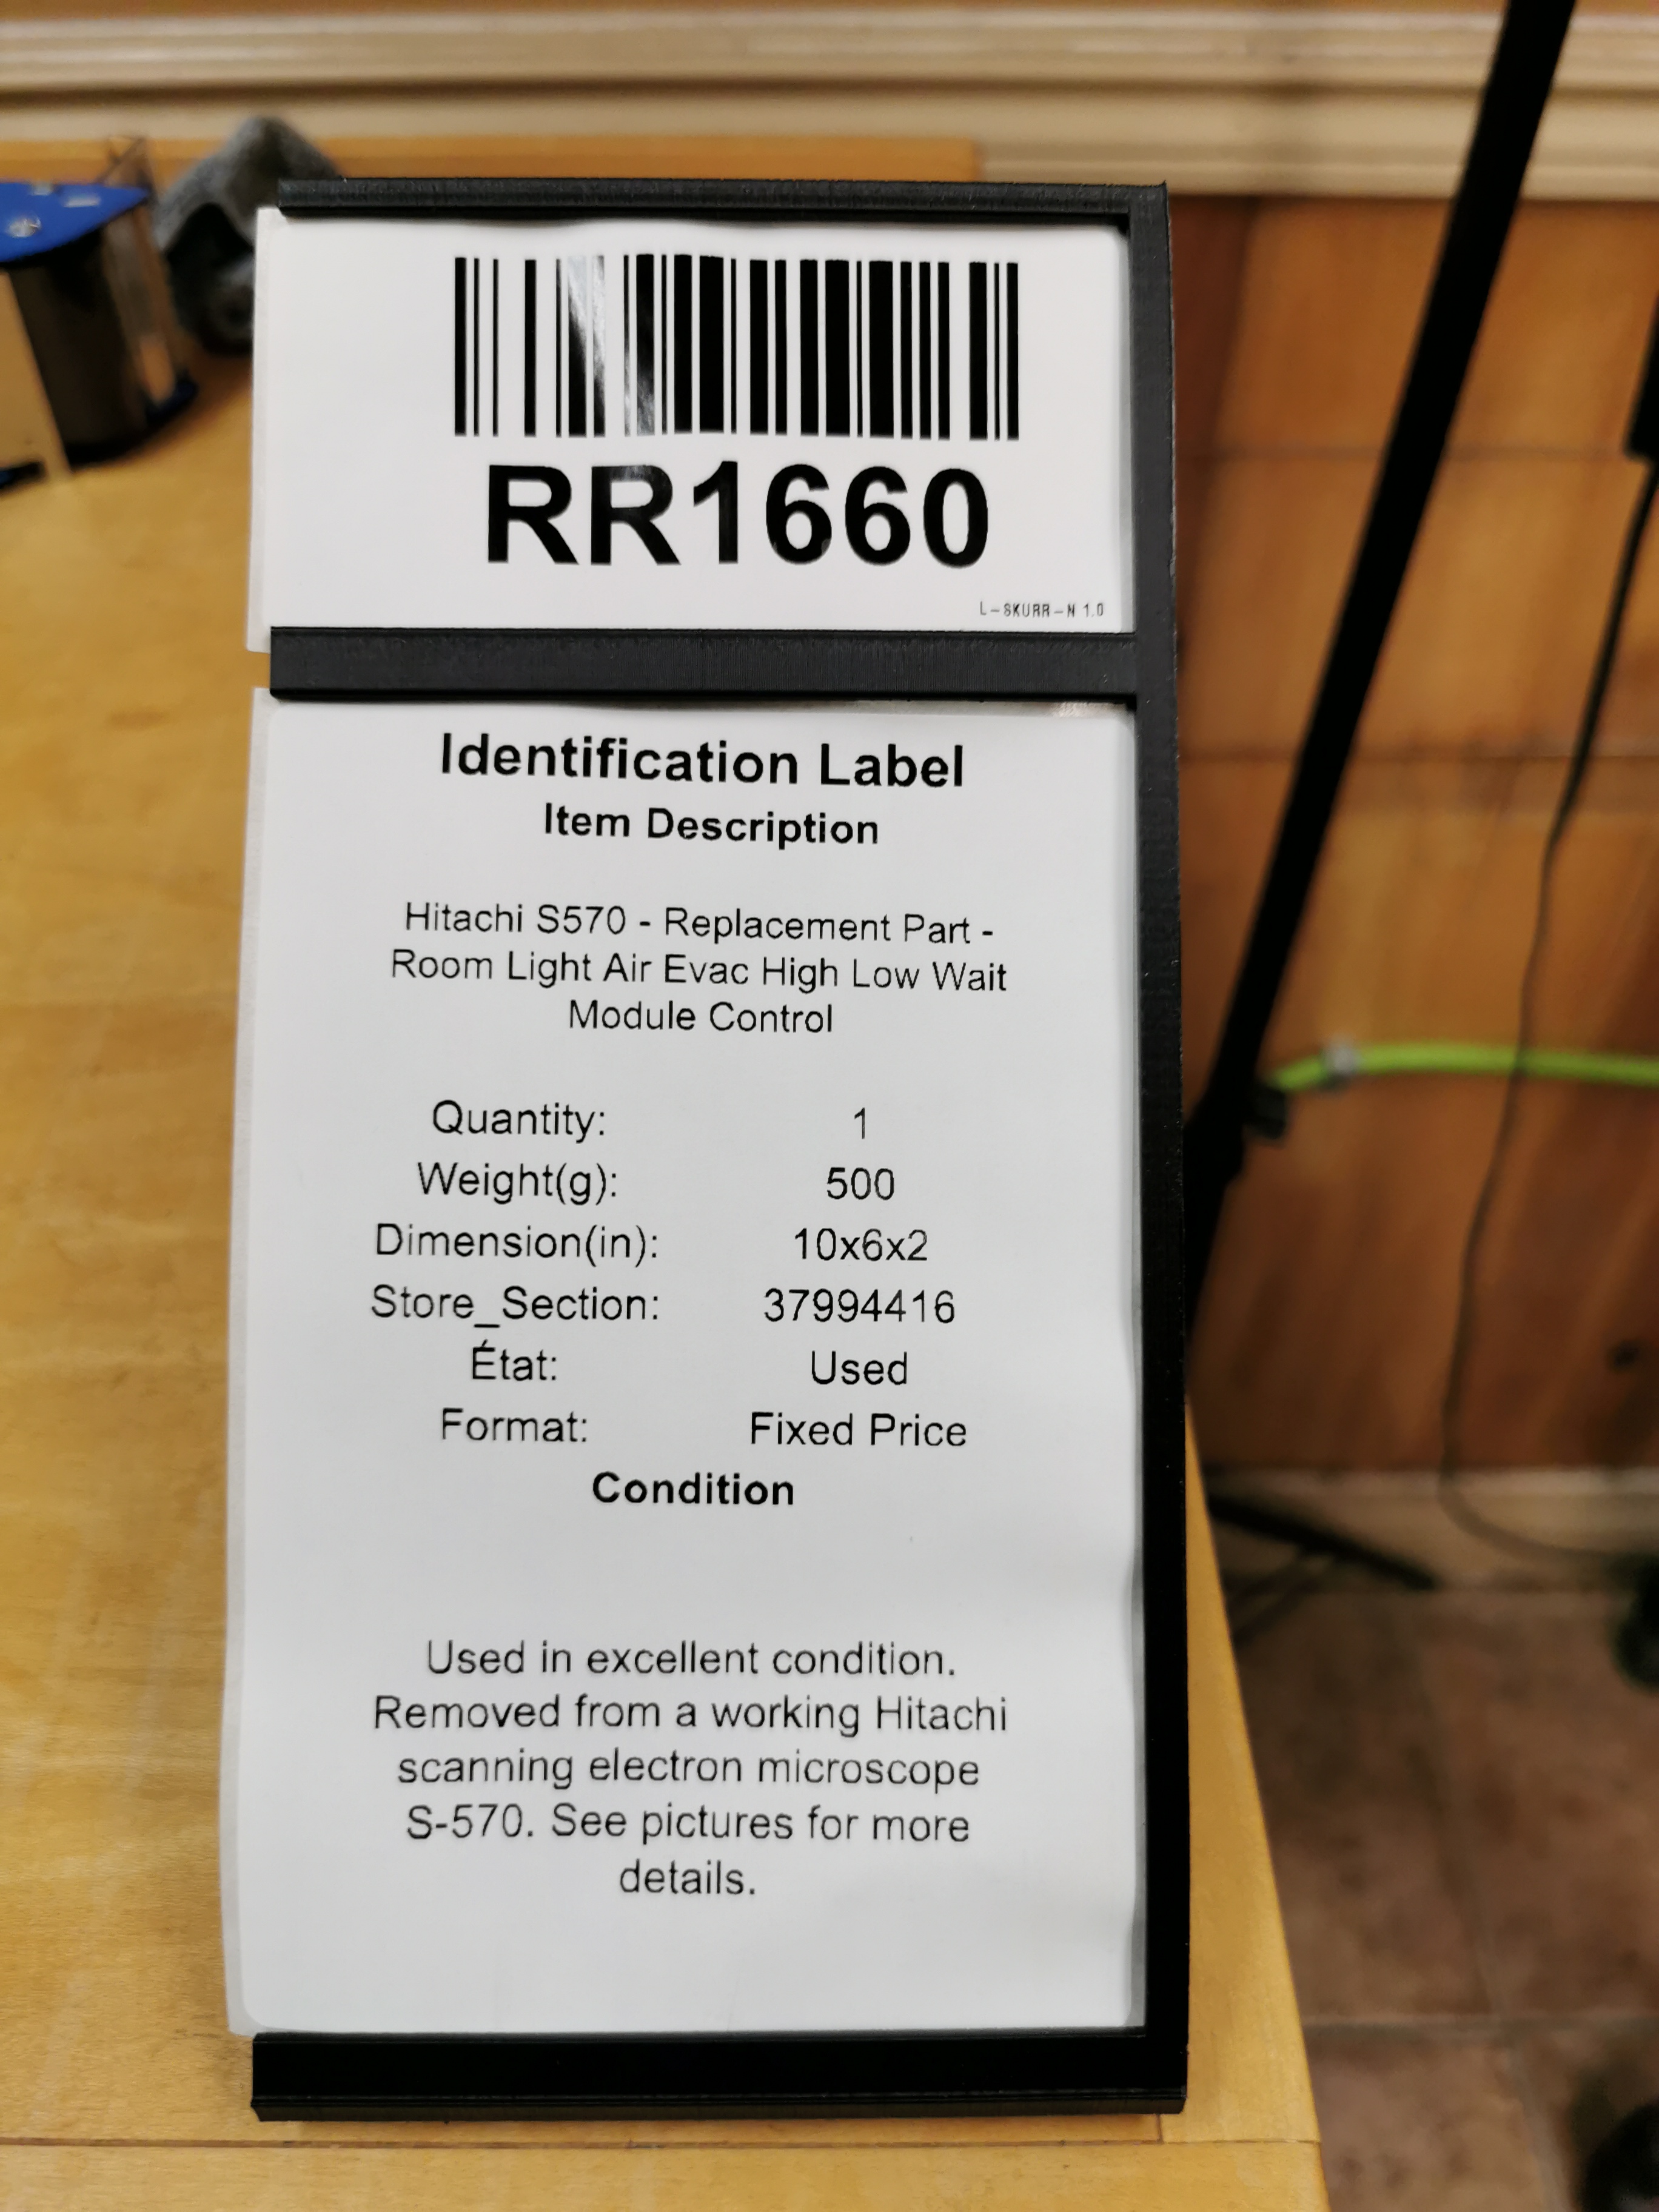 RR1660
L-SKURR-N 1.0
Identification Label
Item Description
Hitachi S570 - Replacement Part -
Room Light Air Evac High Low Wait
Module Control
Quantity: 1
Weight(g): 500
Dimension(in): 10x6x2
Store_Section: 37994416
État: Used
Format: Fixed Price
Condition
Used in excellent condition.
Removed from a working Hitachi
scanning electron microscope
S-570. See pictures for more
details.